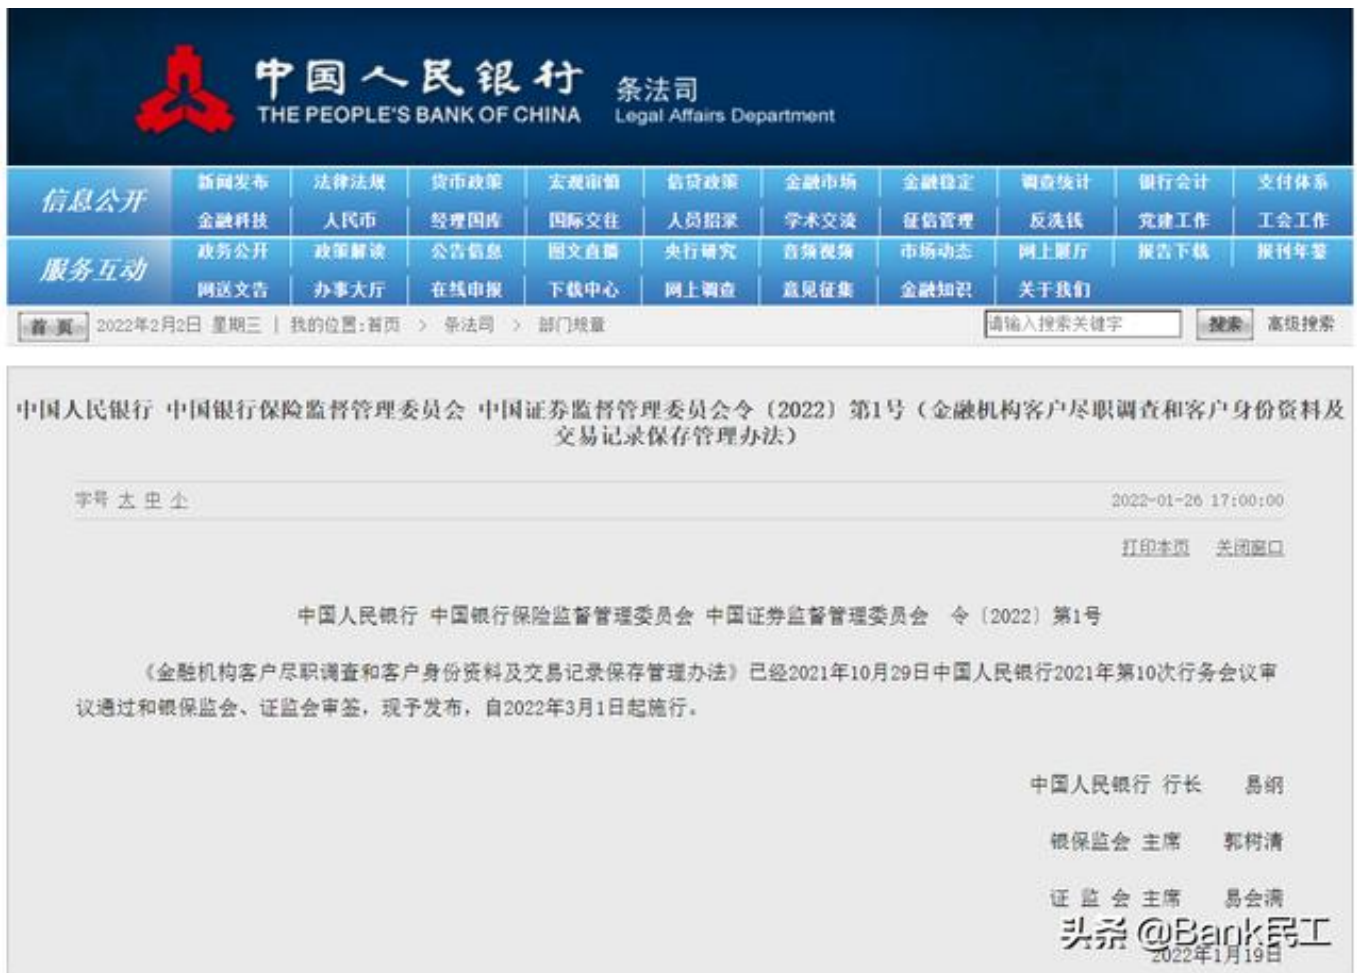 中国人民银行
THE PEOPLE'S BANK OF CHINA
条法司
Legal Affairs Department
信息公开
新闻发布 法律法规 货币政策 宏观审慎 信贷政策 金融市场 金融稳定 调查统计 银行会计 支付体系
金融科技 人民币 经理国库 国际交往 人员招录 学术交流 征信管理 反洗钱 党建工作 工会工作
服务互动
政务公开 政策解读 公告信息 图文直播 央行研究 音频视频 市场动态 网上展厅 报告下载 报刊年鉴
网送文告 办事大厅 在线申报 下载中心 网上调查 意见征集 金融知识 关于我们
首 页 2022年2月2日 星期三 | 我的位置:首页 > 条法司 > 部门规章 请输入搜索关键字 搜索 高级搜索
中国人民银行 中国银行保险监督管理委员会 中国证券监督管理委员会令〔2022〕第1号（金融机构客户尽职调查和客户身份资料及
交易记录保存管理办法）
字号 大 中 小 2022-01-26 17:00:00
打印本页 关闭窗口
中国人民银行 中国银行保险监督管理委员会 中国证券监督管理委员会 令〔2022〕第1号
《金融机构客户尽职调查和客户身份资料及交易记录保存管理办法》已经2021年10月29日中国人民银行2021年第10次行务会议审
议通过和银保监会、证监会审签，现予发布，自2022年3月1日起施行。
中国人民银行 行长 易纲
银保监会 主席 郭树清
证 监 会 主席 易会满
头条 @Bank民工
2022年1月19日